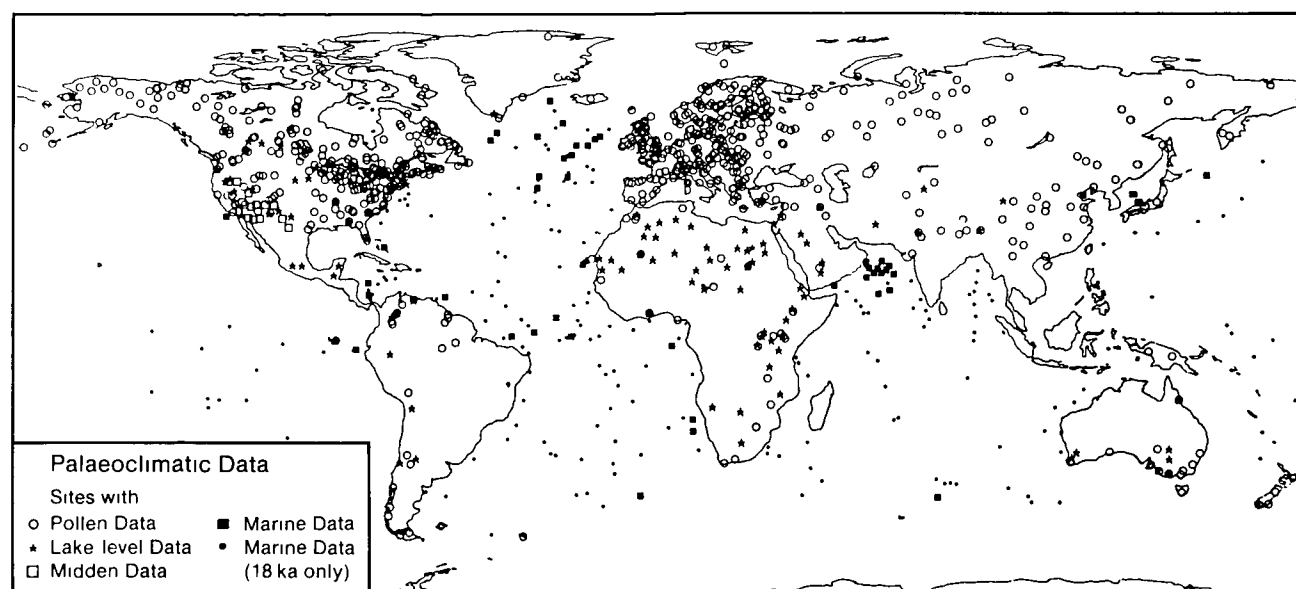 Palaeoclimatic Data
Sites with
Pollen Data
Lake level Data
Midden Data
Marine Data
Marine Data
(18 ka only)